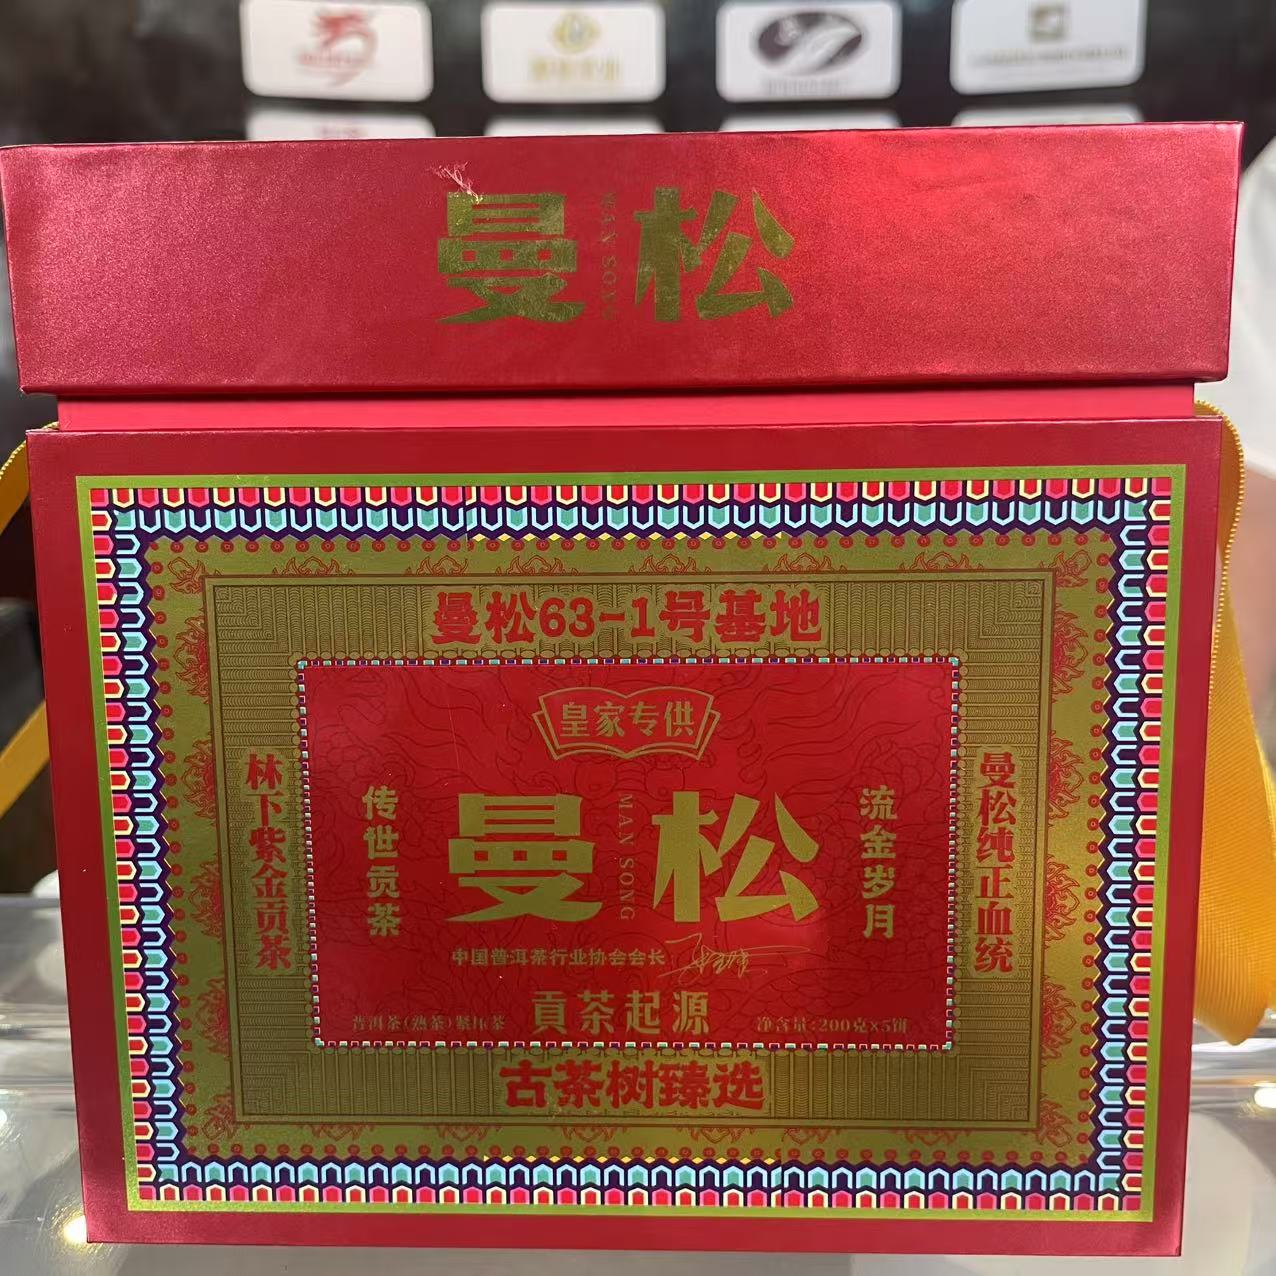 曼松
MAN SONG
曼松63-1号基地
皇家专供
林下紫金贡茶
传世贡茶
曼松
MAN SONG
流金岁月
曼松纯正血统
中国普洱茶行业协会会长
贡茶起源
普洱茶(熟茶)紧压茶
净含量:200克×5饼
古茶树臻选